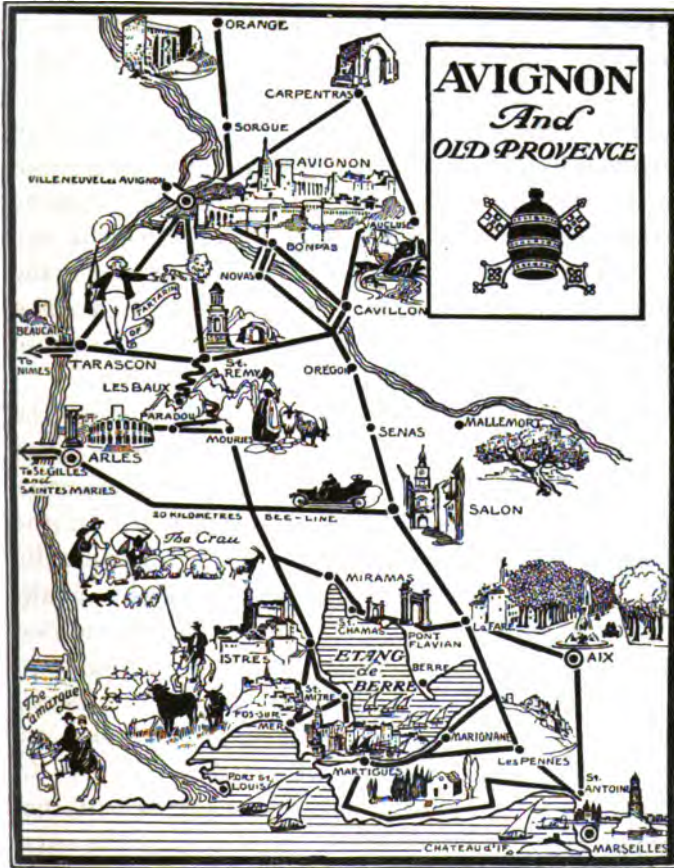 ORANGE
CARPENTRAS
AVIGNON
And
OLD PROVENCE
SORGUE
VILLENEUVE Les AVIGNON
AVIGNON
VAUCLUSE
BONPAS
NOVAS
TARTARIN
OF
CAVILLON
BEAUCAIRE
To
NIMES
TARASCON
ST.
REMY
OREGON
LES BAUX
PARADOU
MOURIES
SENAS
MALLEMORT
ARLES
To St. GILLES
and
SAINTES MARIES
SALON
20 KILOMETRES BEE-LINE
The Crau
MIRAMAS
ST.
CHAMAS
PONT
FLAVIAN
La FARE
AIX
ISTRES
ETANG
de
BERRE
BERRE
ST.
MITRE
The
Camargue
FOS-SUR-
MER
MARIGNANE
MARTIGUES
Les PENNES
PORT St.
LOUIS
St.
ANTOINE
CHATEAU d'IF
MARSEILLES